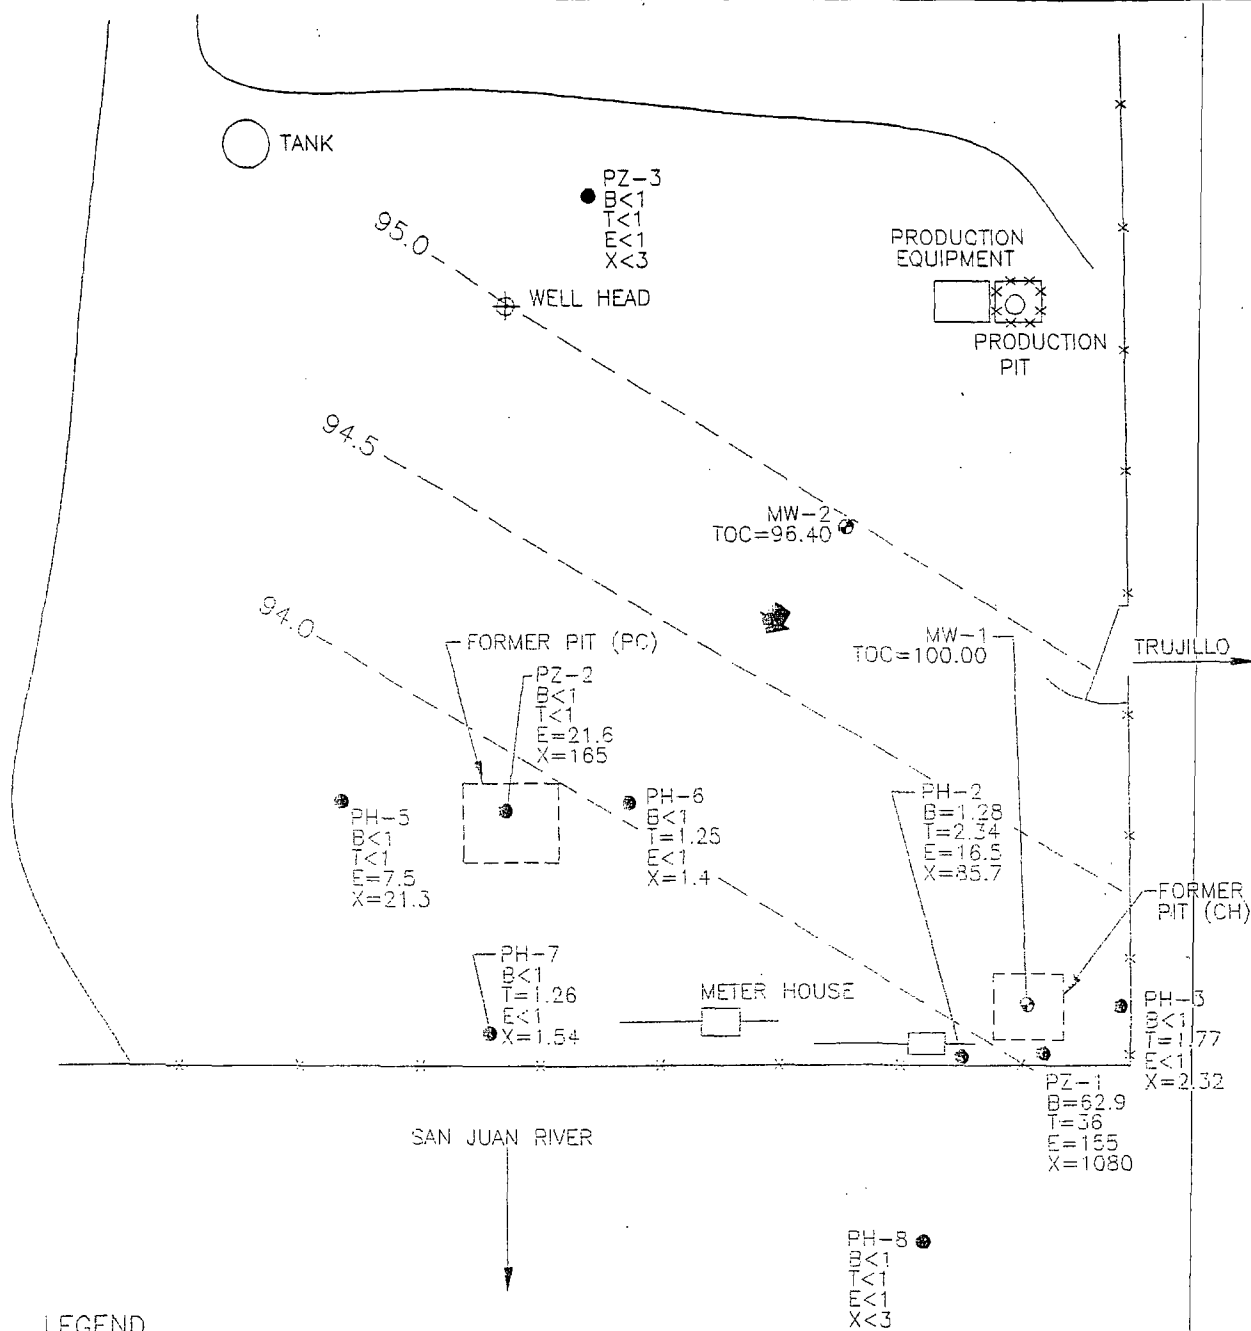 TANK
PZ-3
B<1
T<1
E<1
X<3
95.0
WELL HEAD
PRODUCTION
EQUIPMENT
PRODUCTION
PIT
94.5
MW-2
TOC=96.40
94.0
FORMER PIT (PC)
PZ-2
B<1
T<1
E=21.6
X=165
MW-1
TOC=100.00
TRUJILLO
PH-5
B<1
T<1
E=7.5
X=21.3
PH-6
B<1
T=1.25
E<1
X=1.4
PH-2
B=1.28
T=2.34
E=16.5
X=85.7
FORMER
PIT (CH)
PH-7
B<1
T=1.26
E<1
X=1.54
METER HOUSE
PH-3
B<1
T=1.77
E<1
X=2.32
PZ-1
B=62.9
T=36
E=155
X=1080
SAN JUAN RIVER
PH-8
B<1
T<1
E<1
X<3
LEGEND